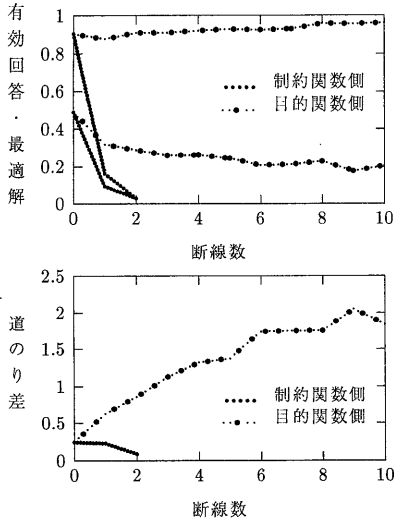 有効回答・最適解
1
0.8
0.6
0.4
0.2
0
制約関数側
目的関数側
0 2 4 6 8 10
断線数
道のり差
2.5
2
1.5
1
0.5
0
制約関数側
目的関数側
0 2 4 6 8 10
断線数